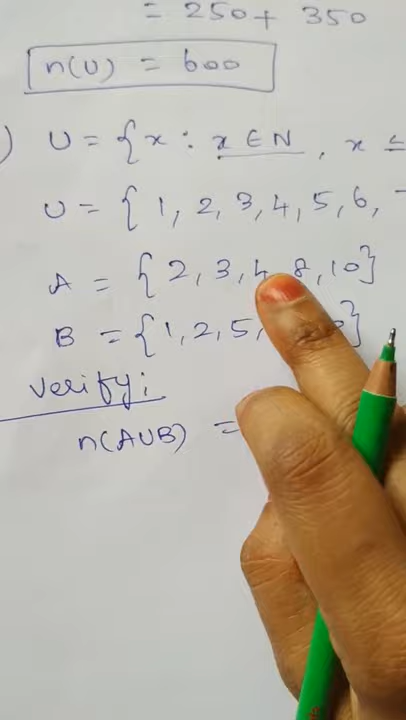 = 250+ 350
n(U) = 600
) U = {x : x ∈ N , x ≤
U = { 1, 2, 3, 4, 5, 6,
A = { 2, 3, 4, 8, 10}
B = {1, 2, 5, }
Verify;
n(A∪B) =